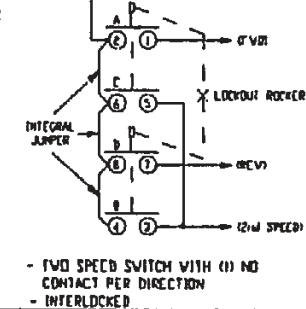 A
2 1 (FWD)
C
6 5 LOCKOUT ROCKER
INTEGRAL
JUMPER
D
8 7 (REV)
B
4 3 (2nd SPEED)
- TWO SPEED SWITCH WITH (1) NO
CONTACT PER DIRECTION
- INTERLOCKED